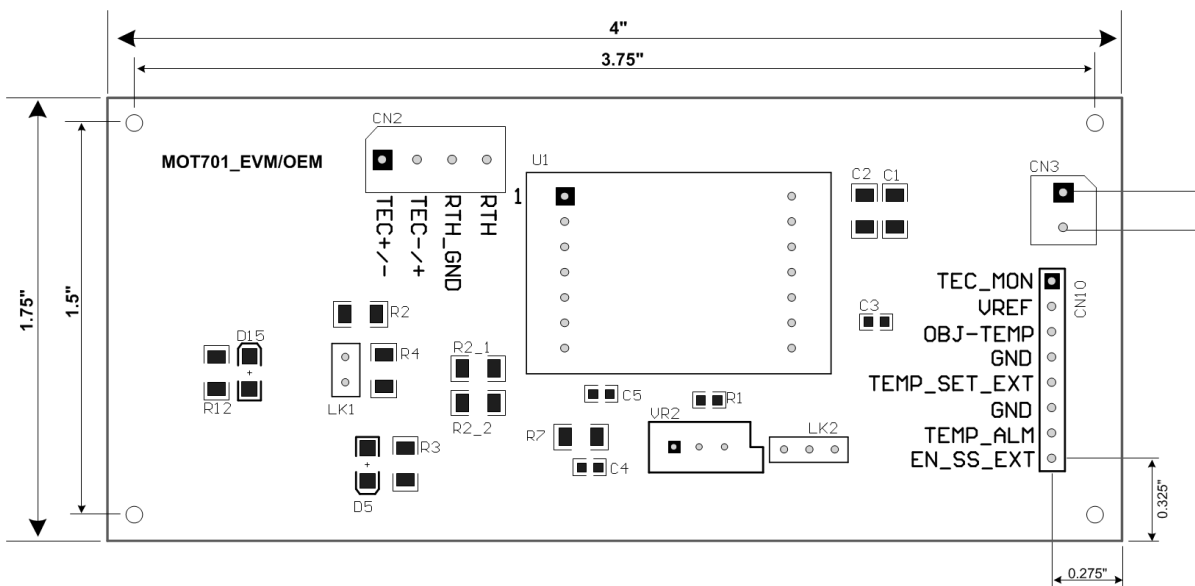 4"
3.75"
1.75"
1.5"
MOT701_EVM/OEM
CN2
TEC+/-
TEC-/+
RTH_GND
RTH
U1
1
C2
C1
CN3
TEC_MON
VREF
OBJ-TEMP
GND
TEMP_SET_EXT
GND
TEMP_ALM
EN_SS_EXT
CN10
C3
R2
D15
R4
R12
LK1
R2_1
R2_2
C5
R1
VR2
LK2
R7
C4
R3
D5
0.325"
0.275"